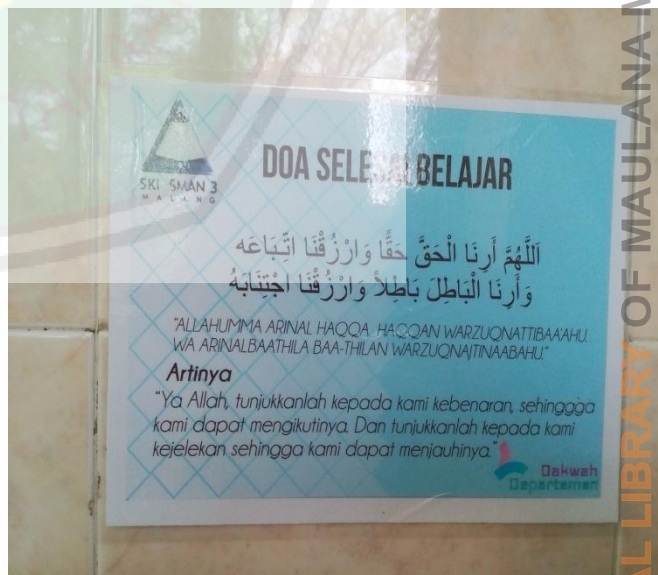 SKI SMAN 3
MALANG
DOA SELESAI BELAJAR
اَللَّهُمَّ أَرِنَا الْحَقَّ حَقًّا وَارْزُقْنَا اتِّبَاعَه
وَأَرِنَا الْبَاطِلَ بَاطِلاً وَارْزُقْنَا اجْتِنَابَهُ
"ALLAHUMMA ARINAL HAQQA HAQQAN WARZUQNATTIBAA'AHU.
WA ARINALBAATHILA BAA-THILAN WARZUQNAJTINAABAHU."
Artinya
"Ya Allah, tunjukkanlah kepada kami kebenaran, sehinggga
kami dapat mengikutinya. Dan tunjukkanlah kepada kami
kejelekan sehingga kami dapat menjauhinya."
Dakwah
Departemen
L LIBRARY OF MAULANA M